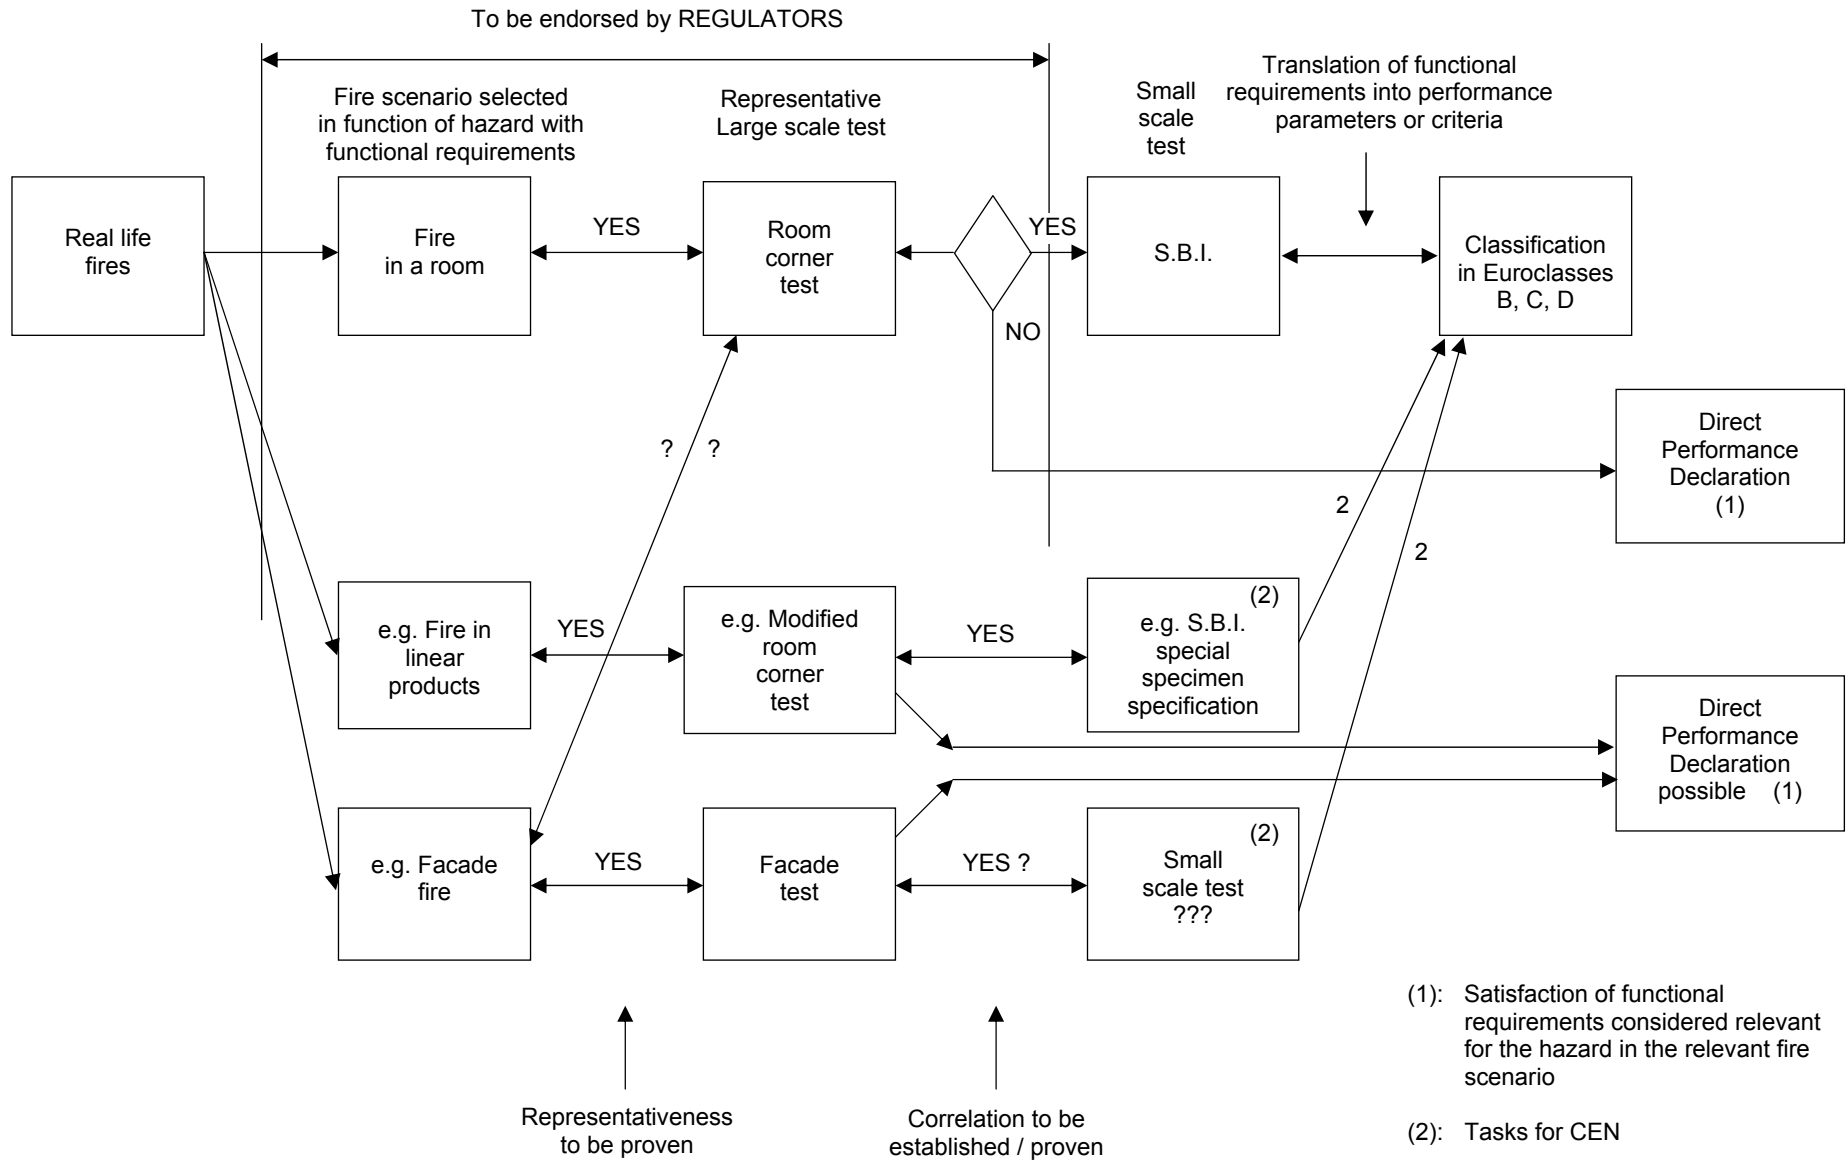 To be endorsed by REGULATORS
Fire scenario selected
in function of hazard with
functional requirements
Representative
Large scale test
Small
scale
test
Translation of functional
requirements into performance
parameters or criteria
Real life
fires
Fire
in a room
YES
Room
corner
test
YES
NO
S.B.I.
Classification
in Euroclasses
B, C, D
? ?
Direct
Performance
Declaration
(1)
2
2
e.g. Fire in
linear
products
YES
e.g. Modified
room
corner
test
YES
(2)
e.g. S.B.I.
special
specimen
specification
Direct
Performance
Declaration
possible (1)
e.g. Facade
fire
YES
Facade
test
YES ?
(2)
Small
scale test
???
Representativeness
to be proven
Correlation to be
established / proven
(1): Satisfaction of functional
requirements considered relevant
for the hazard in the relevant fire
scenario
(2): Tasks for CEN